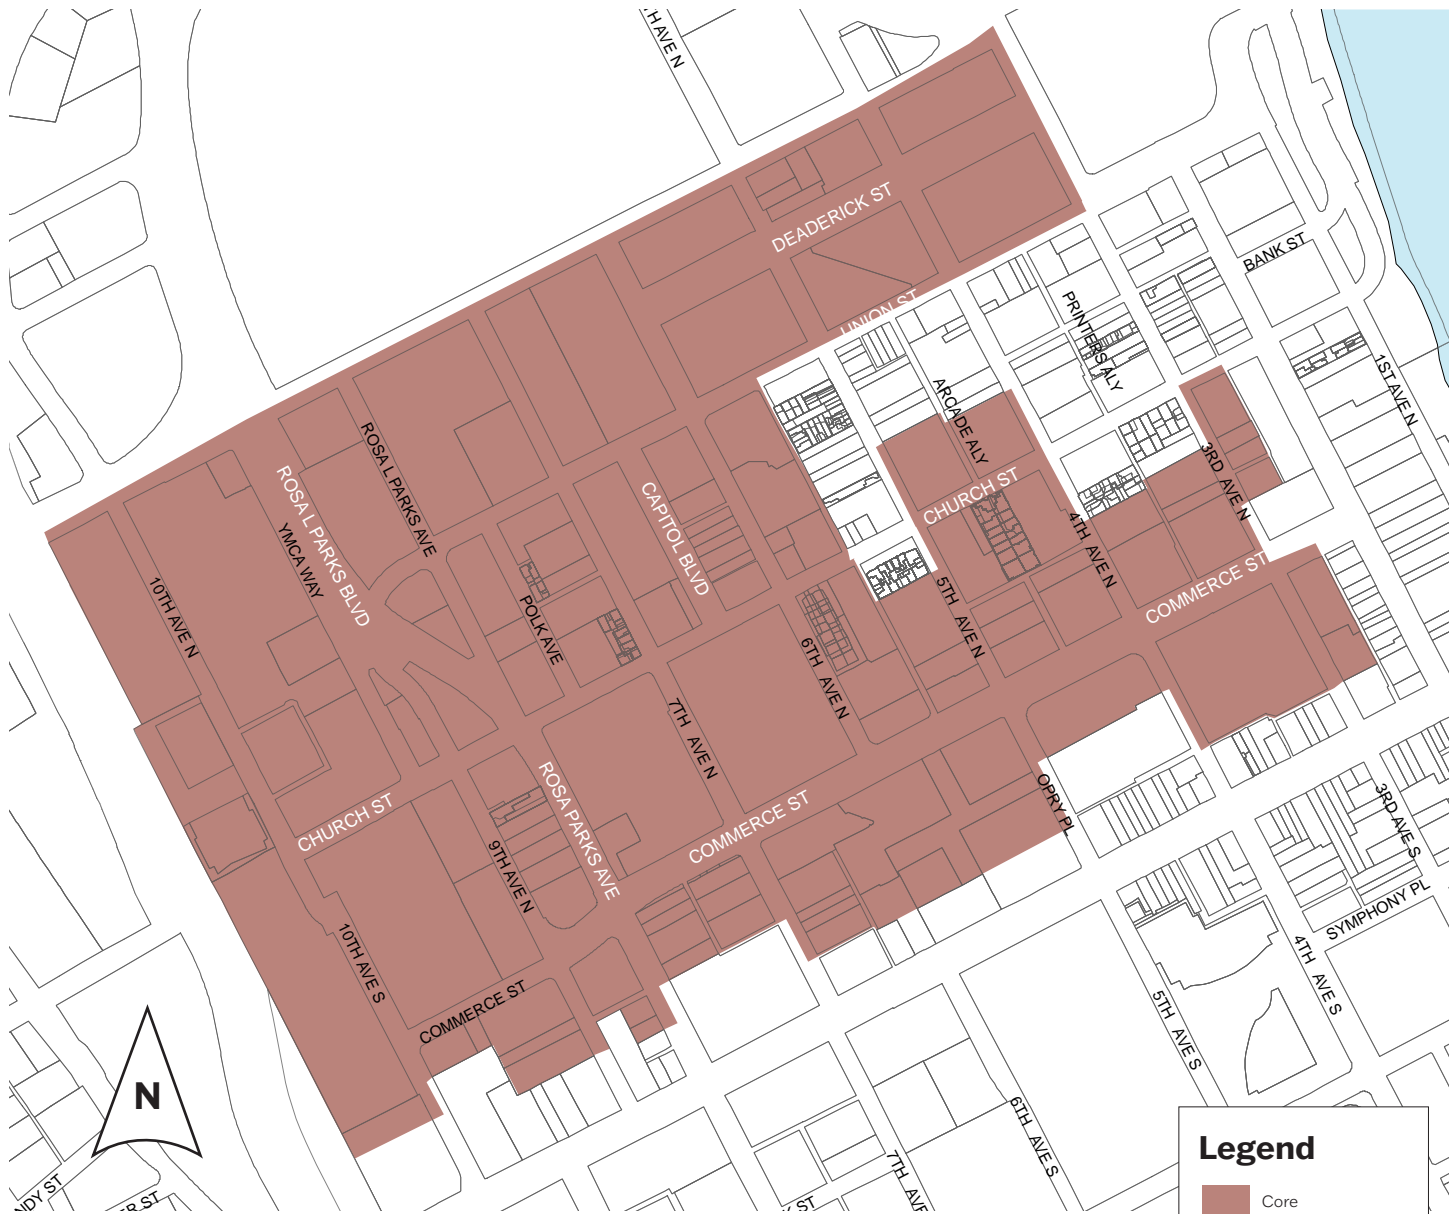 DEADERICK ST
BANK ST
UNION ST
PRINTERS ALY
1ST AVE N
ARCADE ALY
ROSA L PARKS AVE
ROSA L PARKS BLVD
CAPITOL BLVD
CHURCH ST
3RD AVE N
4TH AVE N
YMCA WAY
10TH AVE N
POLK AVE
5TH AVE N
COMMERCE ST
6TH AVE N
7TH AVE N
ROSA PARKS AVE
CHURCH ST
COMMERCE ST
OPRY PL
3RD AVE S
9TH AVE N
SYMPHONY PL
10TH AVE S
4TH AVE S
COMMERCE ST
5TH AVE S
N
6TH AVE S
7TH AVE
Legend
Core